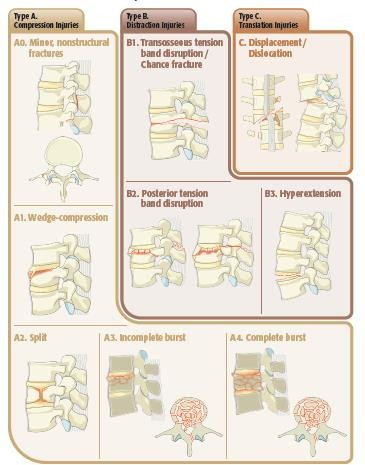 Type A.
Compression Injuries
Type B.
Distraction Injuries
Type C.
Translation Injuries
A0. Minor, nonstructural
fractures
B1. Transosseus tension
band disruption /
Chance fracture
C. Displacement /
Dislocation
B2. Posterior tension
band disruption
B3. Hyperextension
A1. Wedge-compression
A2. Split
A3. Incomplete burst
A4. Complete burst